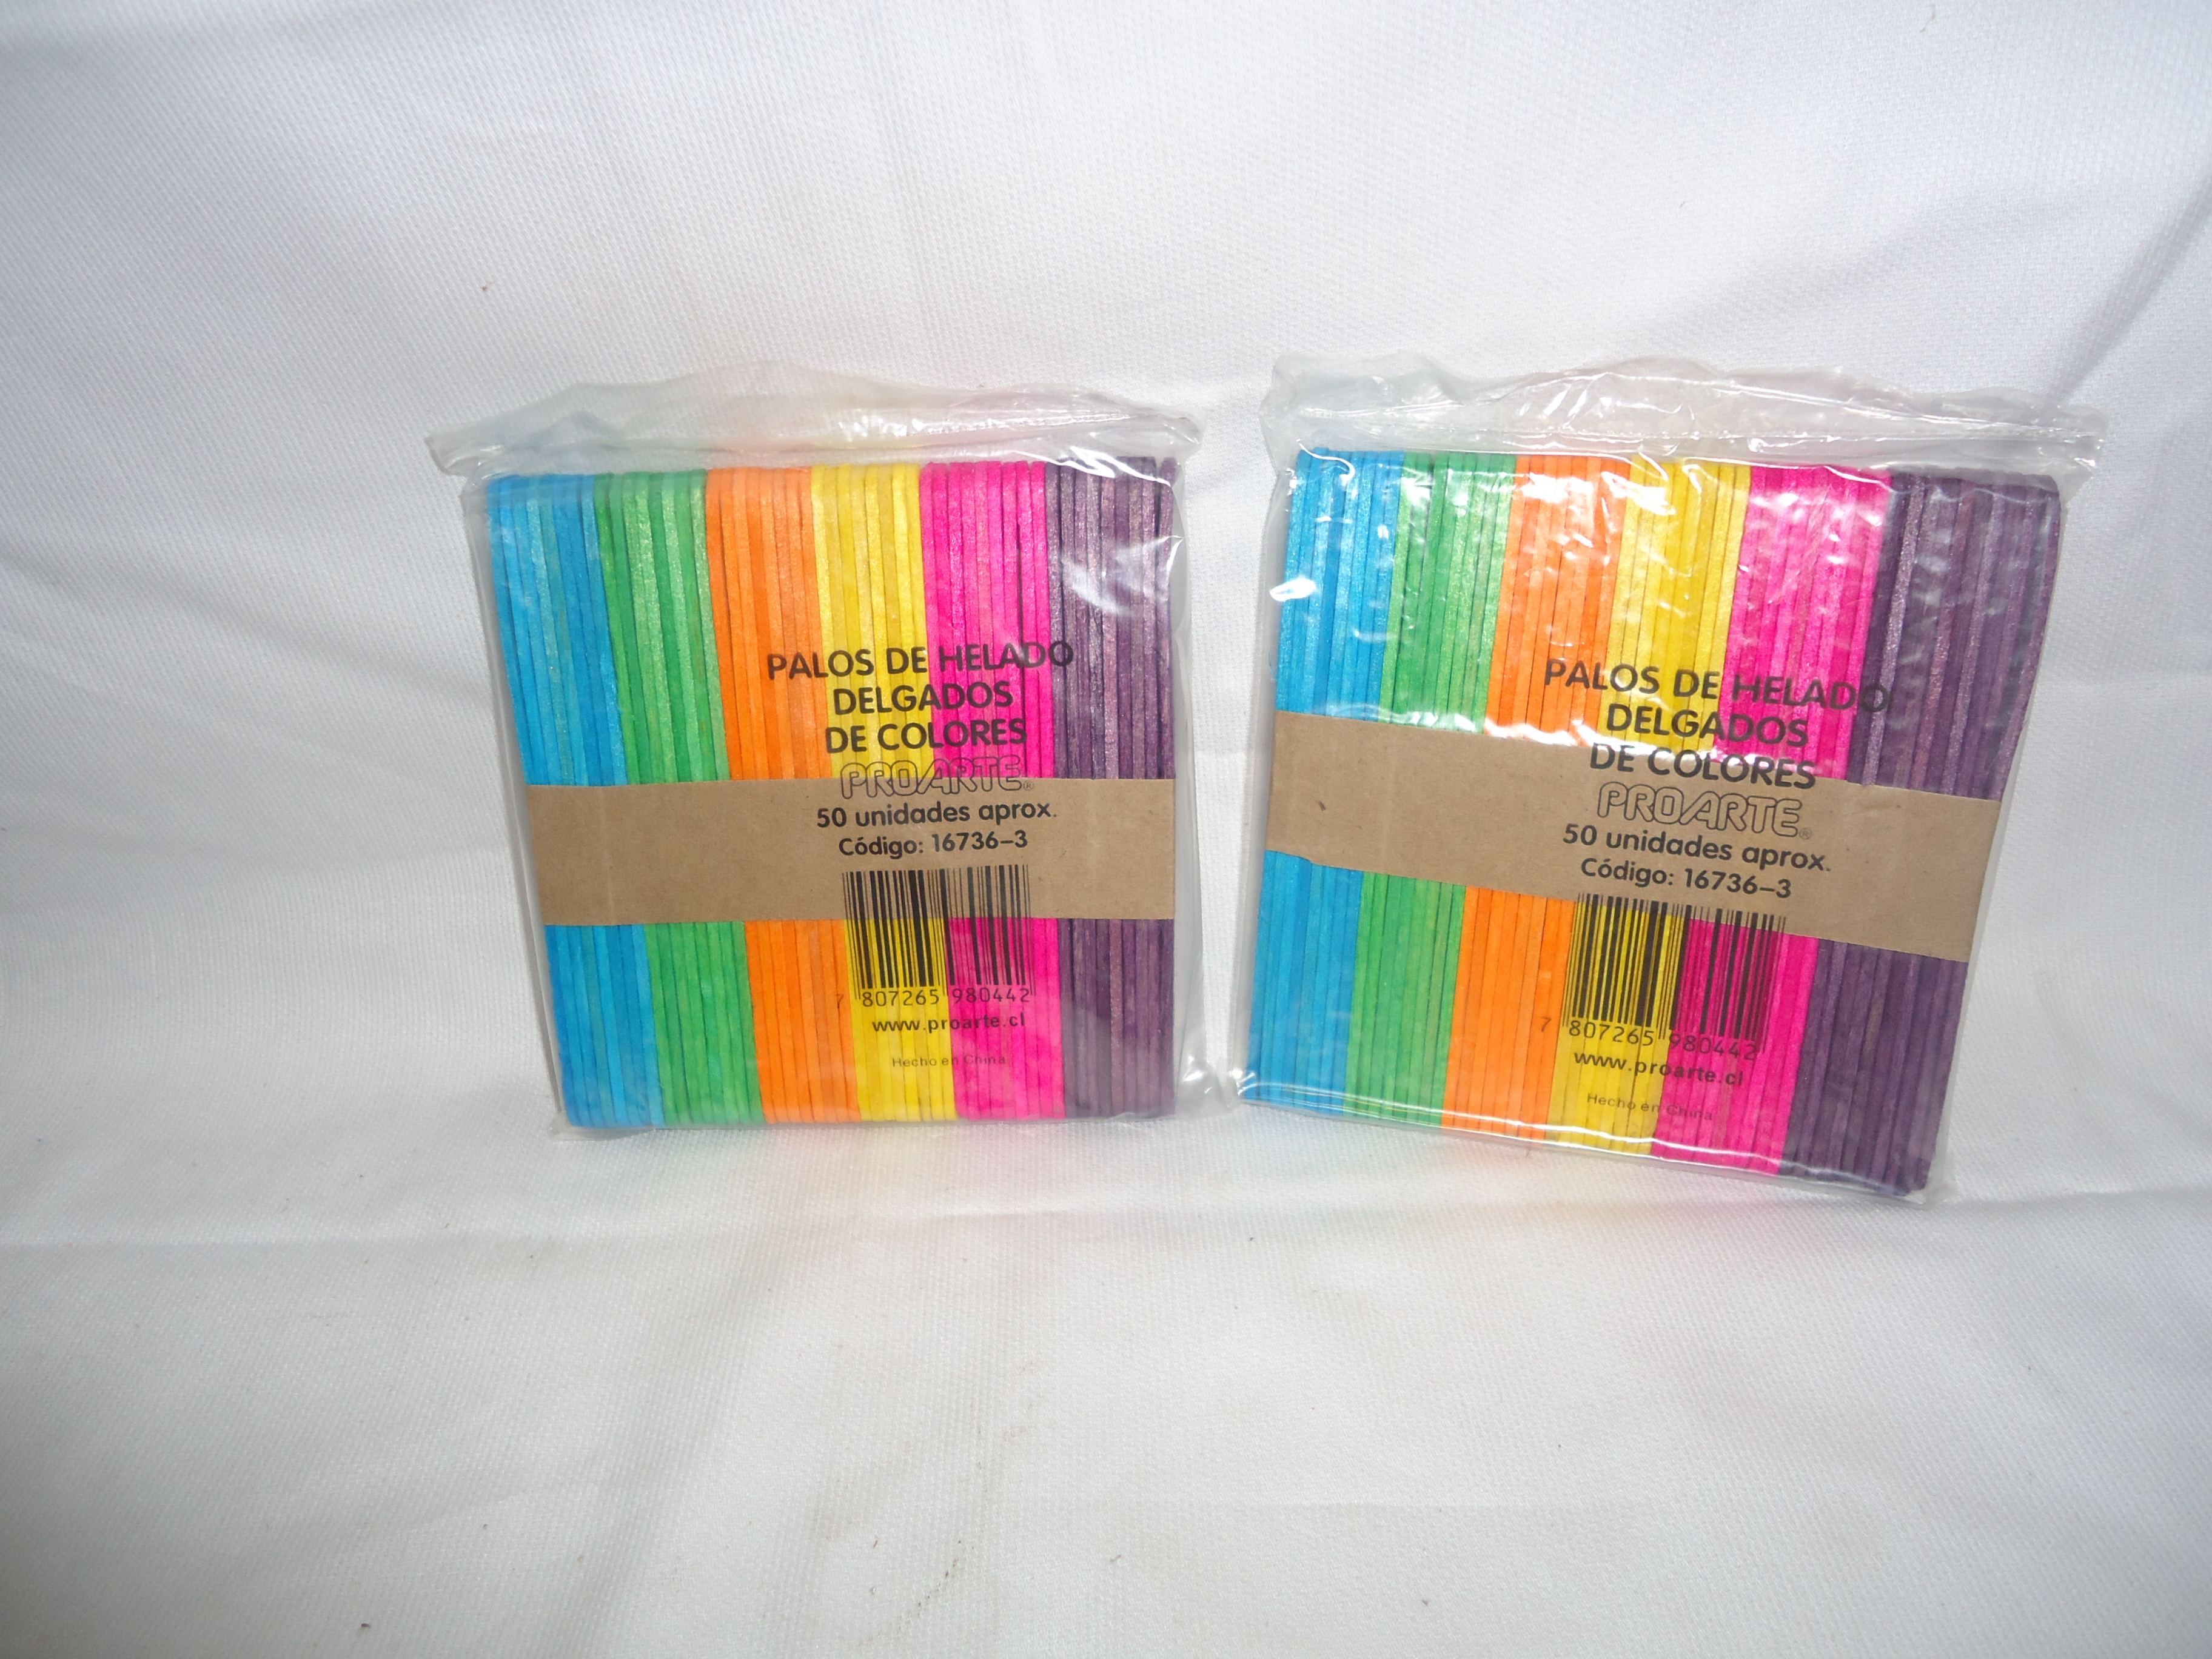 PALOS DE HELADO
DELGADOS
DE COLORES
PROARTE®
50 unidades aprox.
Código: 16736-3
7 807265 980442
www.proarte.cl
Hecho en China
PALOS DE HELADO
DELGADOS
DE COLORES
PROARTE®
50 unidades aprox.
Código: 16736-3
7 807265 980442
www.proarte.cl
Hecho en China